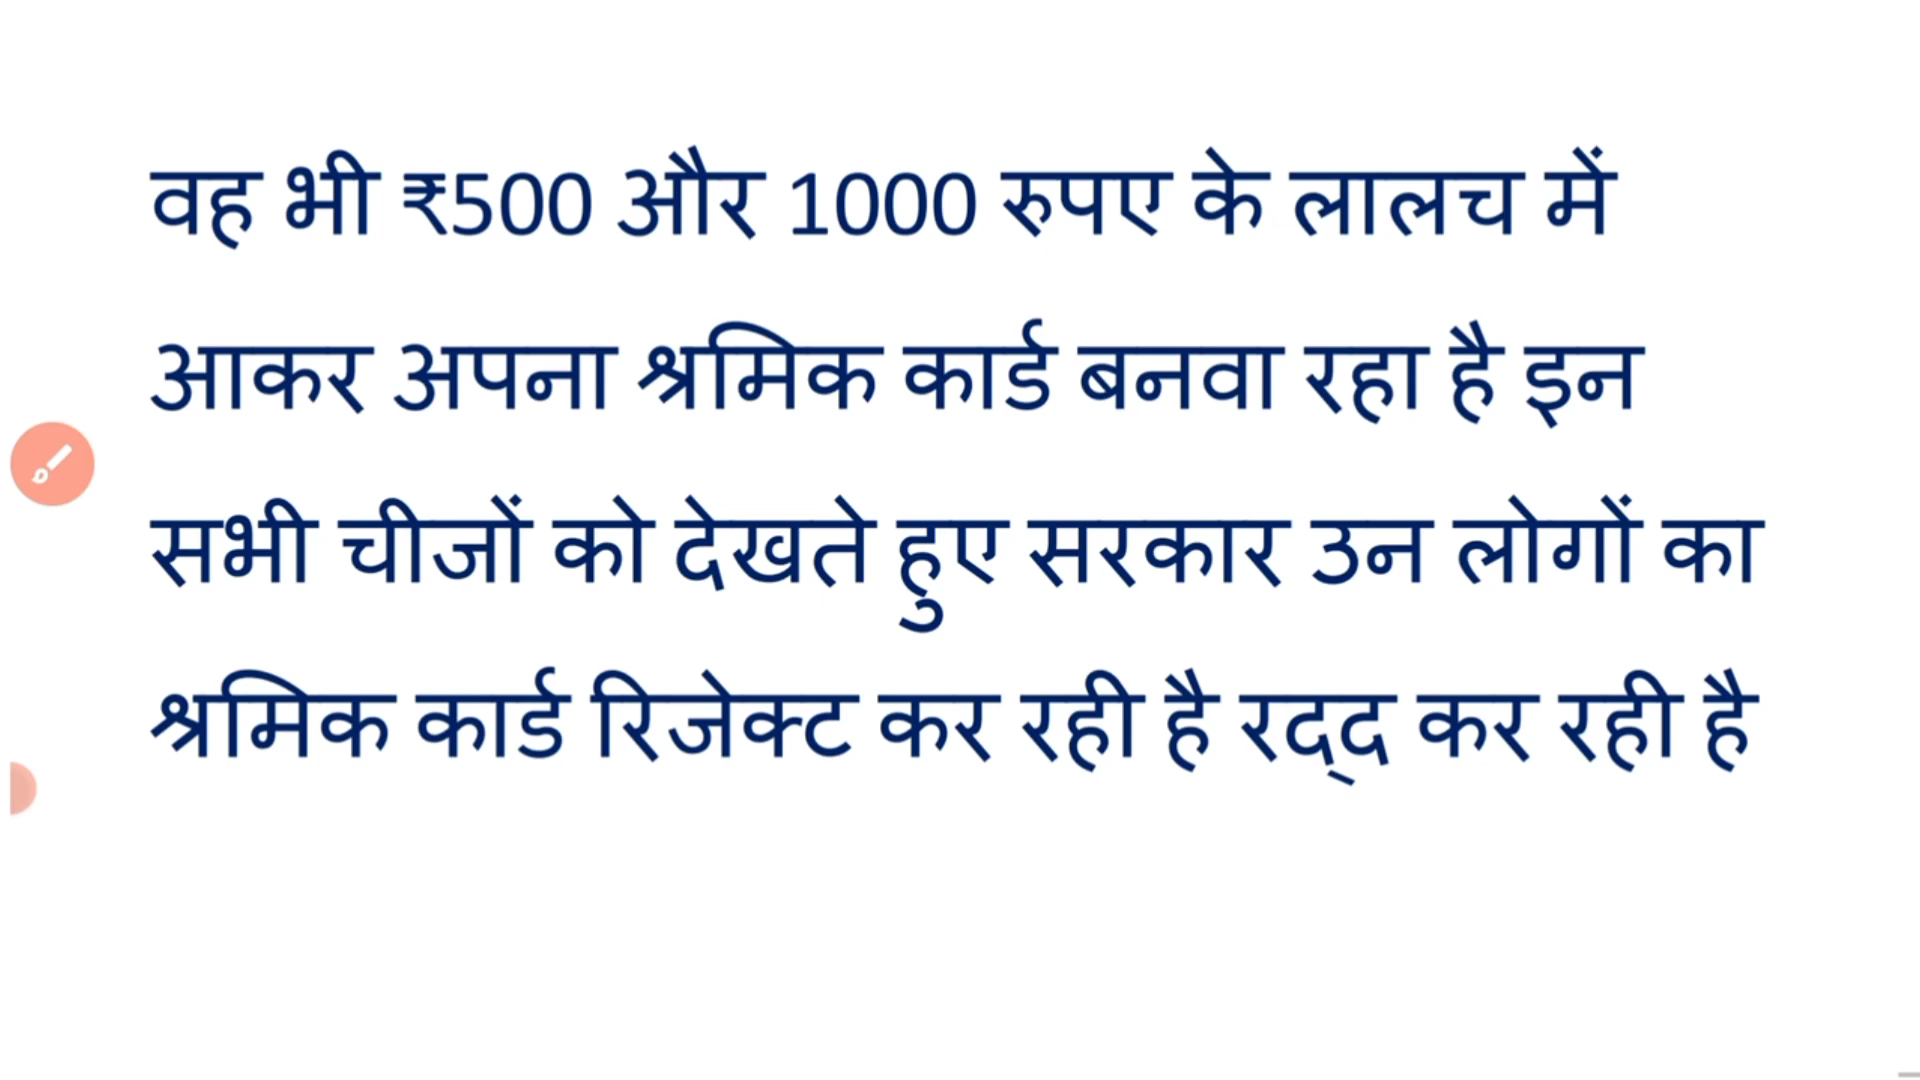 वह भी ₹500 और 1000 रुपए के लालच में
आकर अपना श्रमिक कार्ड बनवा रहा है इन
सभी चीजों को देखते हुए सरकार उन लोगों का
श्रमिक कार्ड रिजेक्ट कर रही है रद्द कर रही है